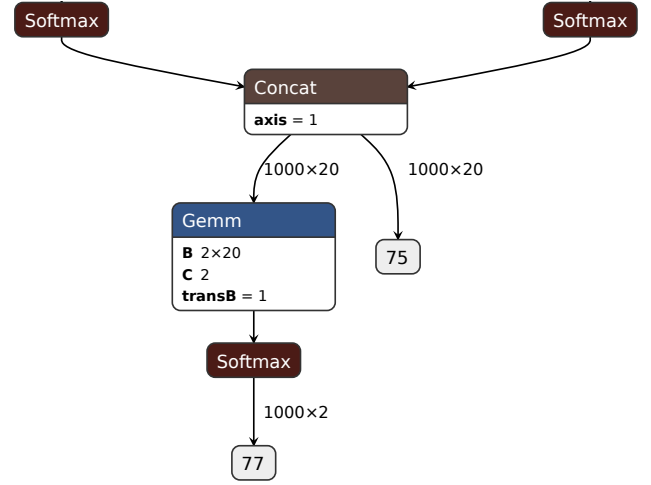 Softmax
Softmax
Concat
axis = 1
1000×20
1000×20
Gemm
B 2×20
C 2
transB = 1
75
Softmax
1000×2
77